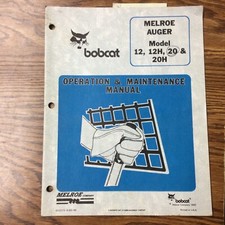 bobcat
MELROE
AUGER
Model
12, 12H, 20 &
20H
OPERATION & MAINTENANCE
MANUAL
MELROE
bobcat